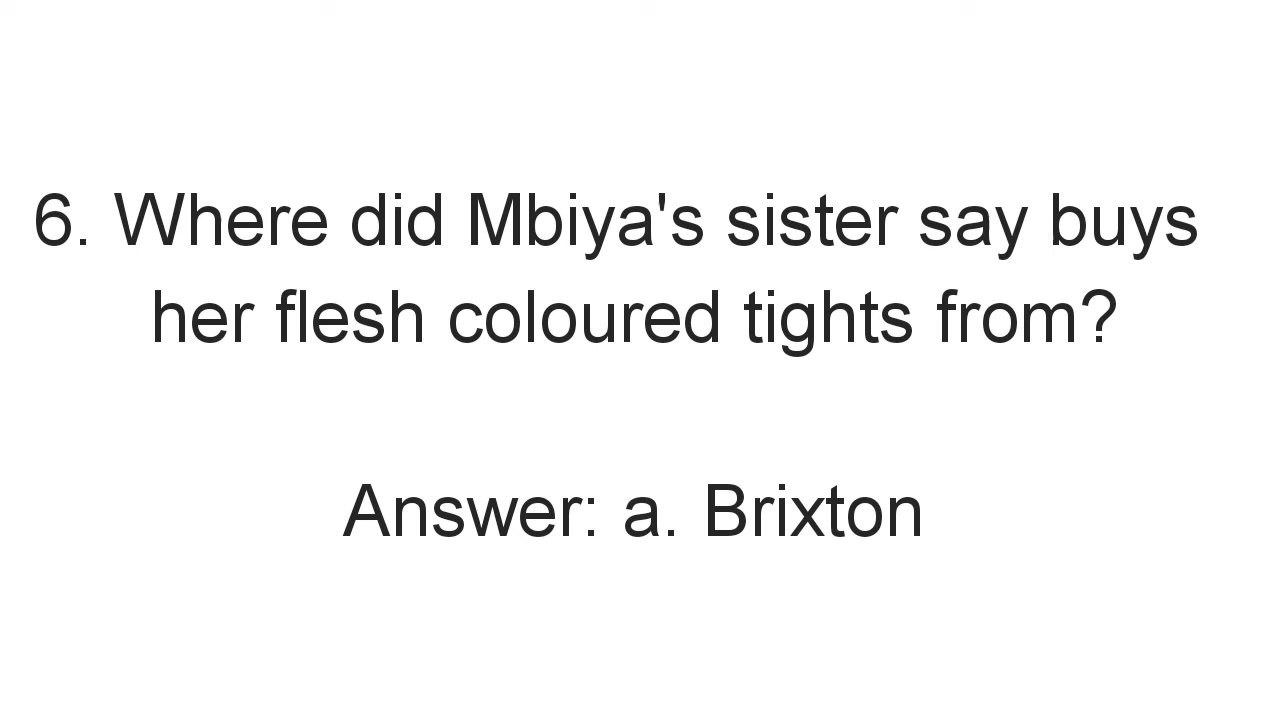 6. Where did Mbiya's sister say buys
her flesh coloured tights from?
Answer: a. Brixton